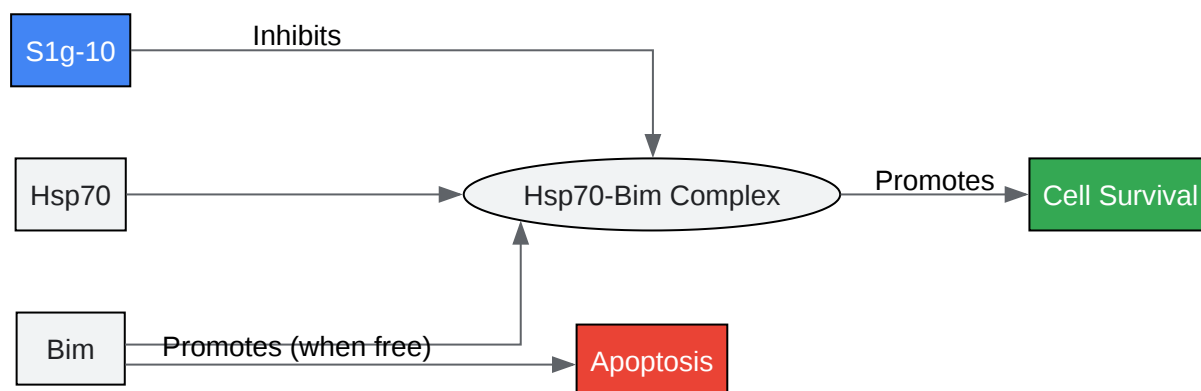 S1g-10
Inhibits
Hsp70
Hsp70-Bim Complex
Promotes
Cell Survival
Bim
Promotes (when free)
Apoptosis